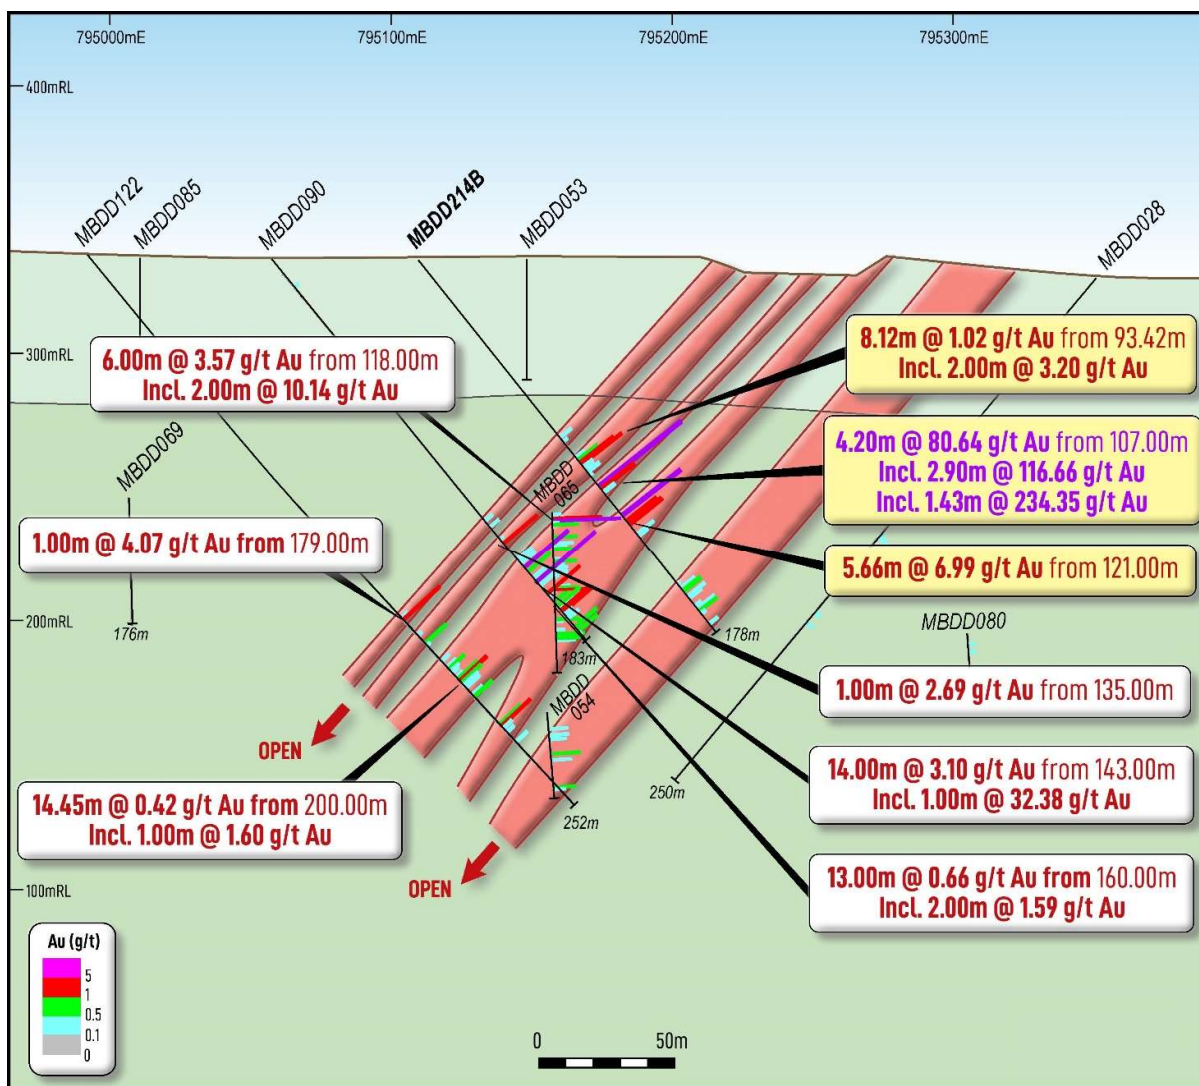 795000mE
795100mE
795200mE
795300mE
400mRL
MBDD122
MBDD085
MBDD090
MBDD214B
MBDD053
MBDD028
300mRL
6.00m @ 3.57 g/t Au from 118.00m
Incl. 2.00m @ 10.14 g/t Au
8.12m @ 1.02 g/t Au from 93.42m
Incl. 2.00m @ 3.20 g/t Au
4.20m @ 80.64 g/t Au from 107.00m
Incl. 2.90m @ 116.66 g/t Au
Incl. 1.43m @ 234.35 g/t Au
MBDD069
MBDD
065
1.00m @ 4.07 g/t Au from 179.00m
5.66m @ 6.99 g/t Au from 121.00m
200mRL
176m
178m
MBDD080
183m
MBDD
054
1.00m @ 2.69 g/t Au from 135.00m
OPEN
14.00m @ 3.10 g/t Au from 143.00m
Incl. 1.00m @ 32.38 g/t Au
250m
14.45m @ 0.42 g/t Au from 200.00m
Incl. 1.00m @ 1.60 g/t Au
252m
OPEN
13.00m @ 0.66 g/t Au from 160.00m
Incl. 2.00m @ 1.59 g/t Au
100mRL
Au (g/t)
5
1
0.5
0.1
0
0
50m